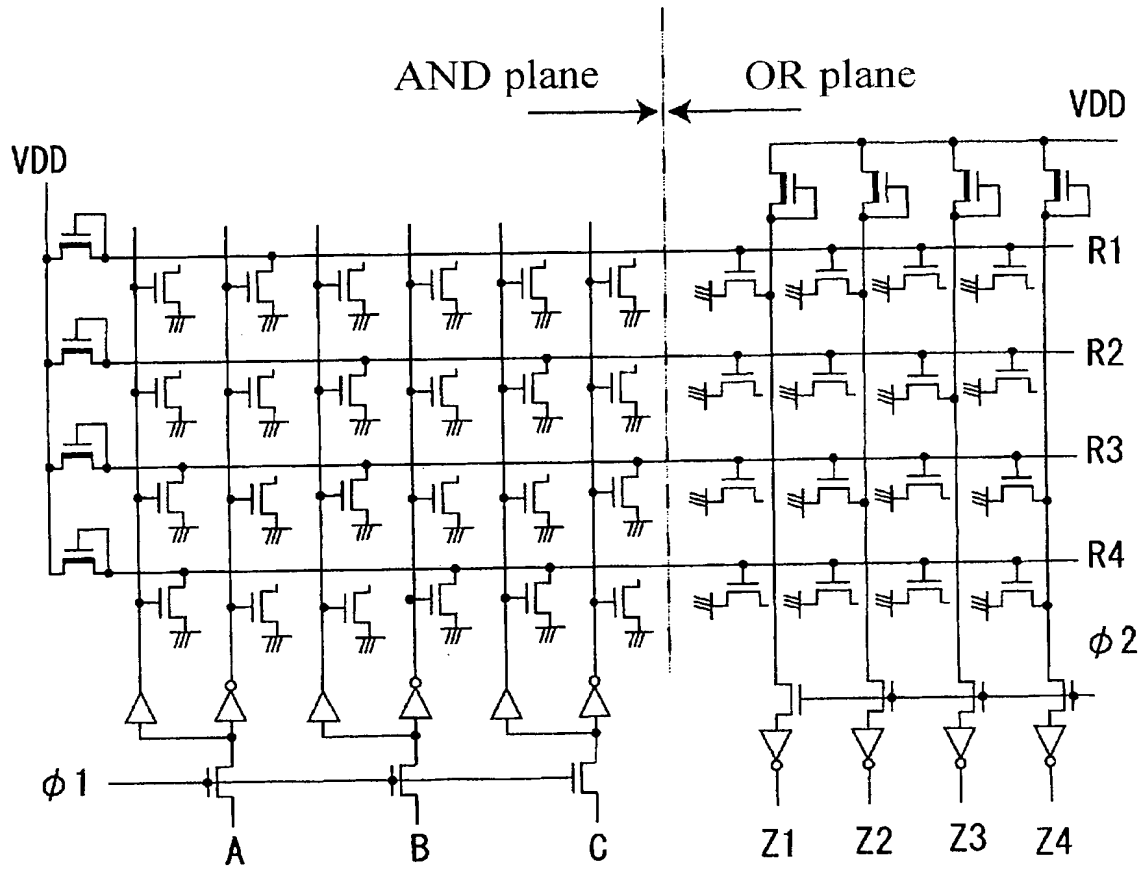 AND plane
OR plane
VDD
VDD
R1
R2
R3
R4
ϕ2
ϕ1
A
B
C
Z1
Z2
Z3
Z4